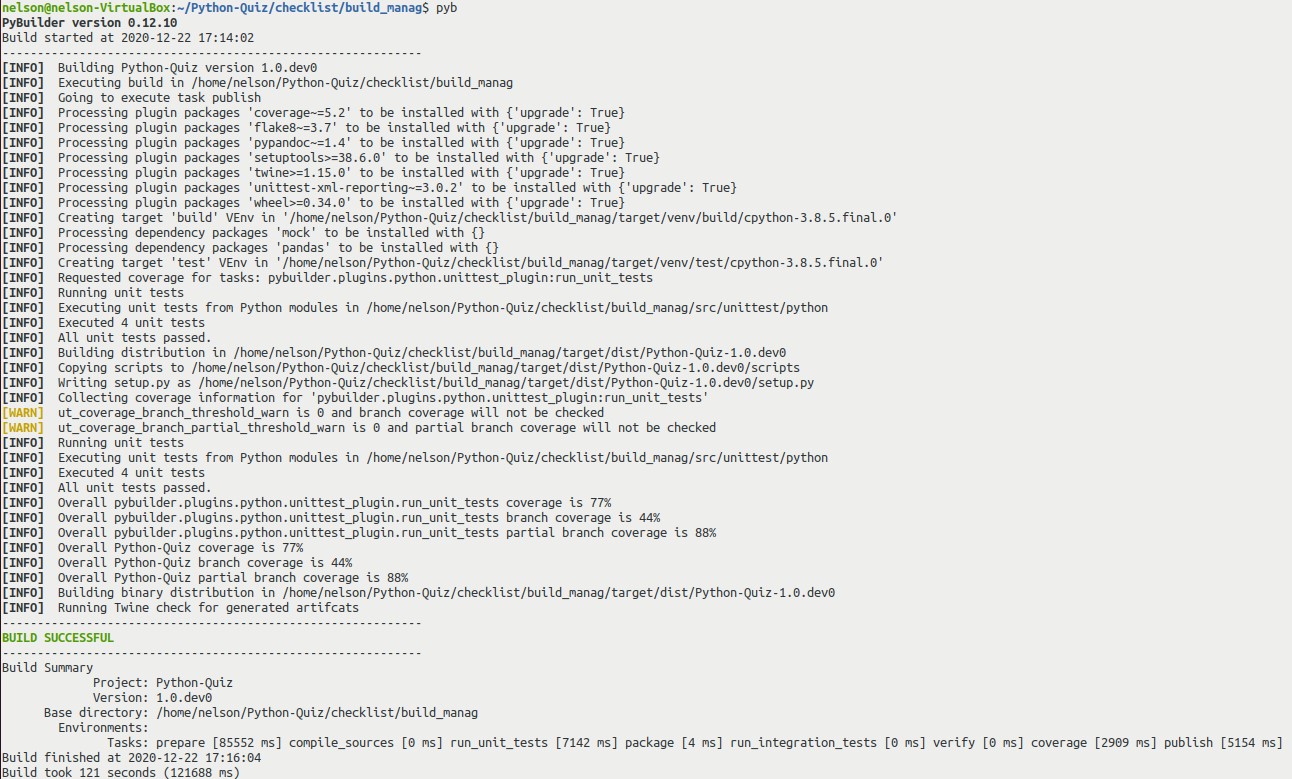 nelson@nelson-VirtualBox:~/Python-Quiz/checklist/build_manag$ pyb
PyBuilder version 0.12.10
Build started at 2020-12-22 17:14:02
------------------------------------------------------------
[INFO]  Building Python-Quiz version 1.0.dev0
[INFO]  Executing build in /home/nelson/Python-Quiz/checklist/build_manag
[INFO]  Going to execute task publish
[INFO]  Processing plugin packages 'coverage~=5.2' to be installed with {'upgrade': True}
[INFO]  Processing plugin packages 'flake8~=3.7' to be installed with {'upgrade': True}
[INFO]  Processing plugin packages 'pypandoc~=1.4' to be installed with {'upgrade': True}
[INFO]  Processing plugin packages 'setuptools>=38.6.0' to be installed with {'upgrade': True}
[INFO]  Processing plugin packages 'twine>=1.15.0' to be installed with {'upgrade': True}
[INFO]  Processing plugin packages 'unittest-xml-reporting~=3.0.2' to be installed with {'upgrade': True}
[INFO]  Processing plugin packages 'wheel>=0.34.0' to be installed with {'upgrade': True}
[INFO]  Creating target 'build' VEnv in '/home/nelson/Python-Quiz/checklist/build_manag/target/venv/build/cpython-3.8.5.final.0'
[INFO]  Processing dependency packages 'mock' to be installed with {}
[INFO]  Processing dependency packages 'pandas' to be installed with {}
[INFO]  Creating target 'test' VEnv in '/home/nelson/Python-Quiz/checklist/build_manag/target/venv/test/cpython-3.8.5.final.0'
[INFO]  Requested coverage for tasks: pybuilder.plugins.python.unittest_plugin:run_unit_tests
[INFO]  Running unit tests
[INFO]  Executing unit tests from Python modules in /home/nelson/Python-Quiz/checklist/build_manag/src/unittest/python
[INFO]  Executed 4 unit tests
[INFO]  All unit tests passed.
[INFO]  Building distribution in /home/nelson/Python-Quiz/checklist/build_manag/target/dist/Python-Quiz-1.0.dev0
[INFO]  Copying scripts to /home/nelson/Python-Quiz/checklist/build_manag/target/dist/Python-Quiz-1.0.dev0/scripts
[INFO]  Writing setup.py as /home/nelson/Python-Quiz/checklist/build_manag/target/dist/Python-Quiz-1.0.dev0/setup.py
[INFO]  Collecting coverage information for 'pybuilder.plugins.python.unittest_plugin:run_unit_tests'
[WARN]  ut_coverage_branch_threshold_warn is 0 and branch coverage will not be checked
[WARN]  ut_coverage_branch_partial_threshold_warn is 0 and partial branch coverage will not be checked
[INFO]  Running unit tests
[INFO]  Executing unit tests from Python modules in /home/nelson/Python-Quiz/checklist/build_manag/src/unittest/python
[INFO]  Executed 4 unit tests
[INFO]  All unit tests passed.
[INFO]  Overall pybuilder.plugins.python.unittest_plugin.run_unit_tests coverage is 77%
[INFO]  Overall pybuilder.plugins.python.unittest_plugin.run_unit_tests branch coverage is 44%
[INFO]  Overall pybuilder.plugins.python.unittest_plugin.run_unit_tests partial branch coverage is 88%
[INFO]  Overall Python-Quiz coverage is 77%
[INFO]  Overall Python-Quiz branch coverage is 44%
[INFO]  Overall Python-Quiz partial branch coverage is 88%
[INFO]  Building binary distribution in /home/nelson/Python-Quiz/checklist/build_manag/target/dist/Python-Quiz-1.0.dev0
[INFO]  Running Twine check for generated artifcats
------------------------------------------------------------
BUILD SUCCESSFUL
------------------------------------------------------------
Build Summary
             Project: Python-Quiz
             Version: 1.0.dev0
      Base directory: /home/nelson/Python-Quiz/checklist/build_manag
        Environments:
               Tasks: prepare [85552 ms] compile_sources [0 ms] run_unit_tests [7142 ms] package [4 ms] run_integration_tests [0 ms] verify [0 ms] coverage [2909 ms] publish [5154 ms]
Build finished at 2020-12-22 17:16:04
Build took 121 seconds (121688 ms)